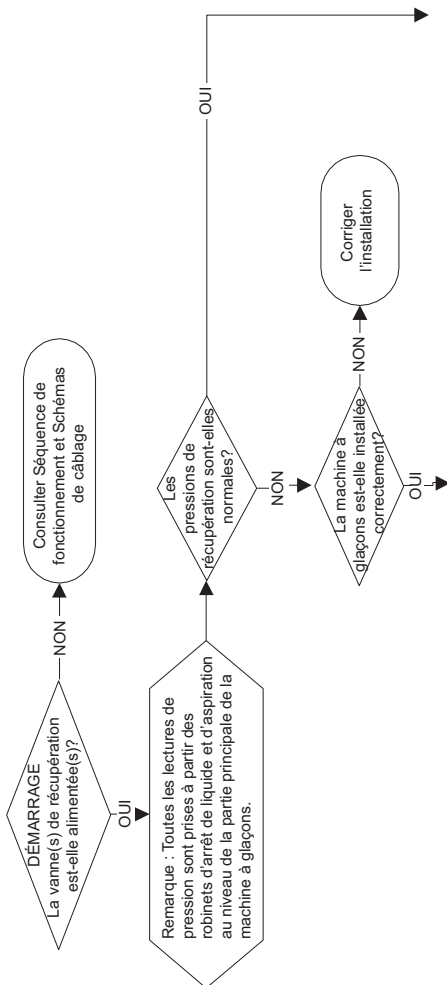 DÉMARRAGE
La vanne(s) de récupération
est-elle alimentée(s)?
NON
Consulter Séquence de
fonctionnement et Schémas
de câblage
OUI
Remarque : Toutes les lectures de
pression sont prises à partir des
robinets d'arrêt de liquide et d'aspiration
au niveau de la partie principale de la
machine à glaçons.
Les
pressions de
récupération sont-elles
normales?
OUI
NON
La machine à
glaçons est-elle installée
correctement?
NON
Corriger
l'installation
OUI